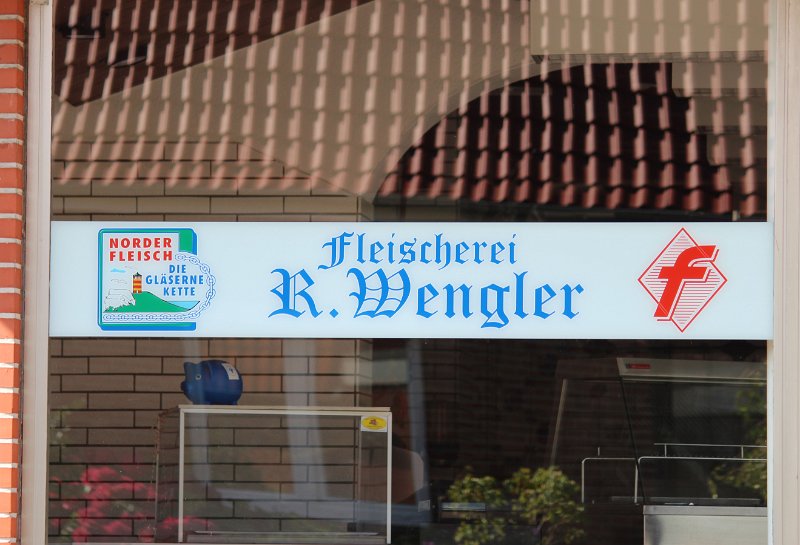 NORDER
FLEISCH
DIE
GLÄSERNE
KETTE
Fleischerei
R. Wengler
f